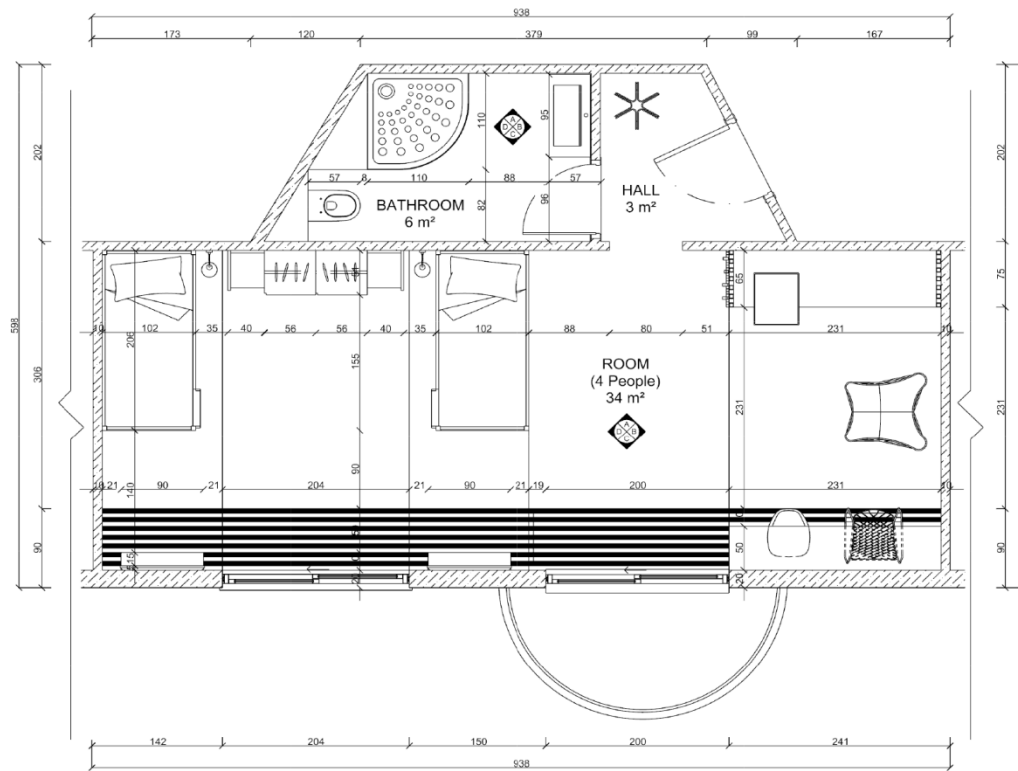 938
173 120 379 99 167
202
598
306
90
202
75
231
90
110
95
57 8 110 88 57
82
96
A
D B
C
BATHROOM
6 m²
HALL
3 m²
65
10 102 35 40 56 56 40 35 102 88 80 51 231 10
206
155
231
ROOM
(4 People)
34 m²
A
D B
C
90
10 21 90 21 204 21 90 21 19 200 231 10
140
50
20
20
142 204 150 200 241
938